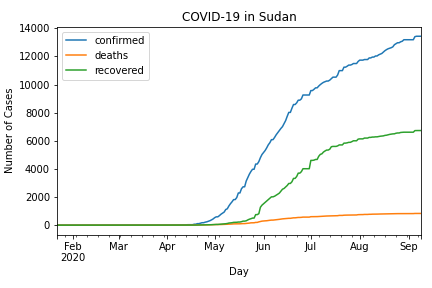 COVID-19 in Sudan
confirmed
deaths
recovered
Number of Cases
14000
12000
10000
8000
6000
4000
2000
0
Feb Mar Apr May Jun Jul Aug Sep
2020
Day